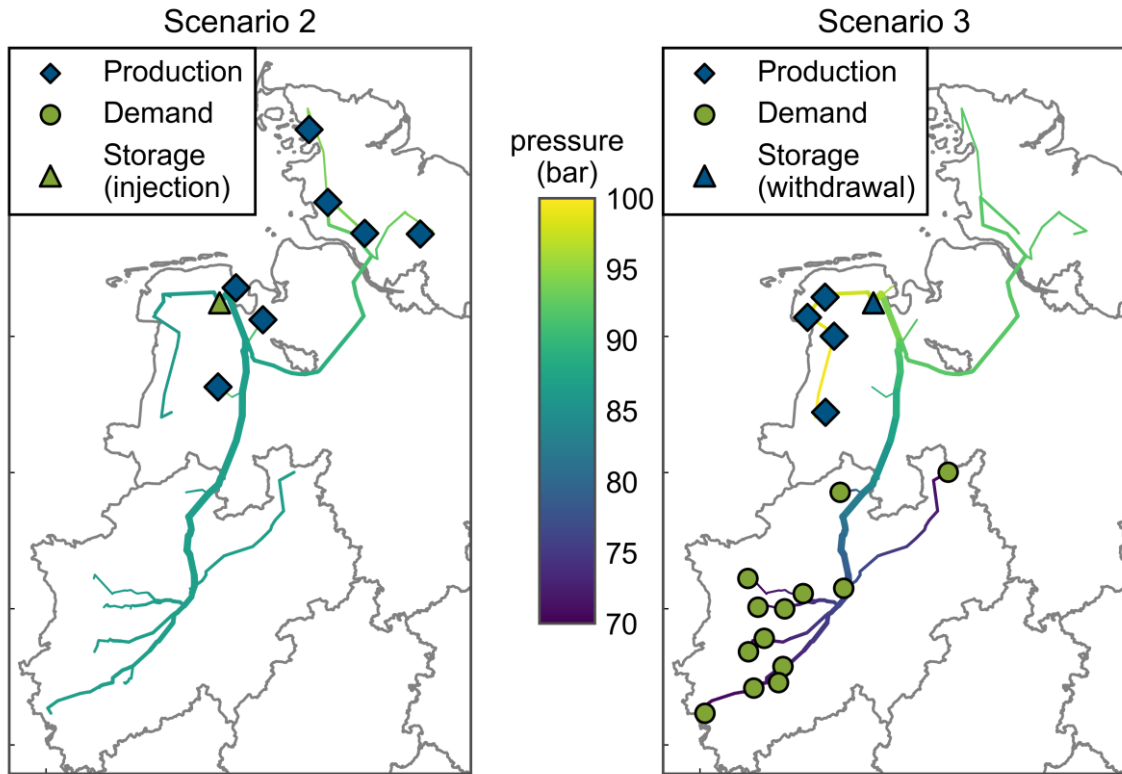 Scenario 2
Production
Demand
Storage
(injection)
pressure
(bar)
100
95
90
85
80
75
70
Scenario 3
Production
Demand
Storage
(withdrawal)